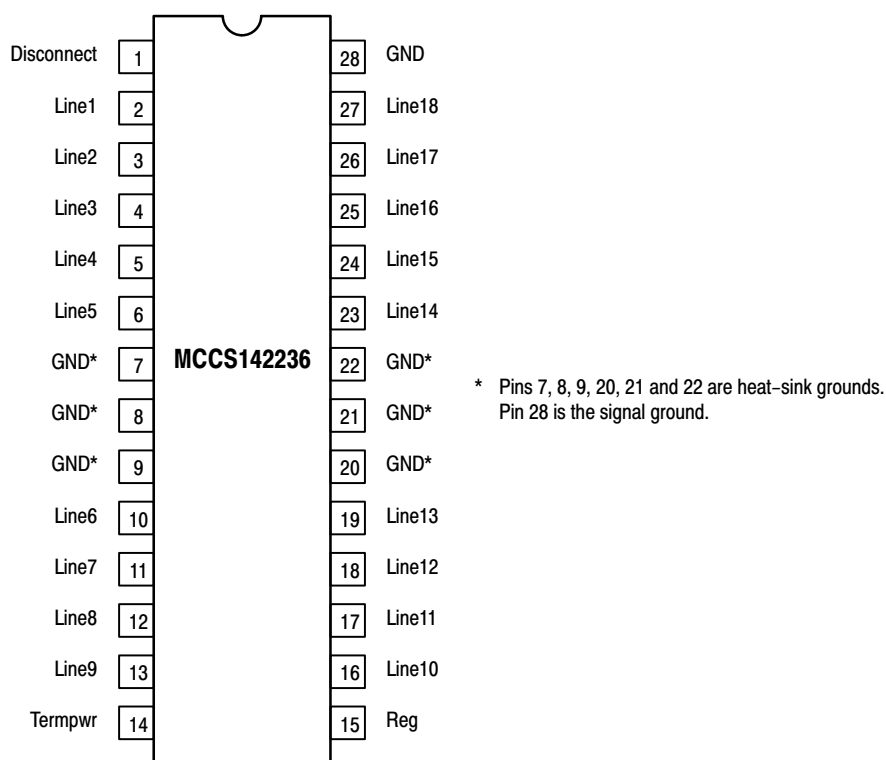 Disconnect 1 28 GND
Line1 2 27 Line18
Line2 3 26 Line17
Line3 4 25 Line16
Line4 5 24 Line15
Line5 6 23 Line14
GND* 7 MCCS142236 22 GND*
GND* 8 21 GND*
GND* 9 20 GND*
Line6 10 19 Line13
Line7 11 18 Line12
Line8 12 17 Line11
Line9 13 16 Line10
Termpwr 14 15 Reg
* Pins 7, 8, 9, 20, 21 and 22 are heat–sink grounds.
Pin 28 is the signal ground.